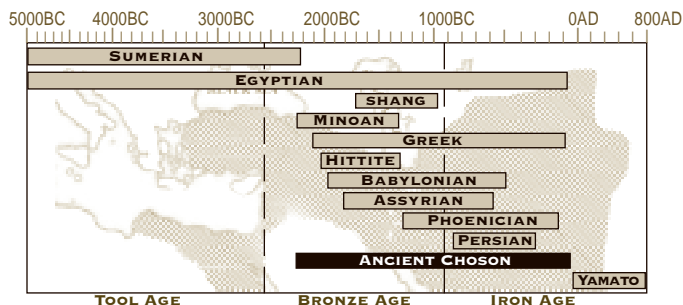 5000BC 4000BC 3000BC 2000BC 1000BC 0AD 800AD
SUMERIAN
EGYPTIAN
SHANG
MINOAN
GREEK
HITTITE
BABYLONIAN
ASSYRIAN
PHOENICIAN
PERSIAN
ANCIENT CHOSON
YAMATO
TOOL AGE BRONZE AGE IRON AGE